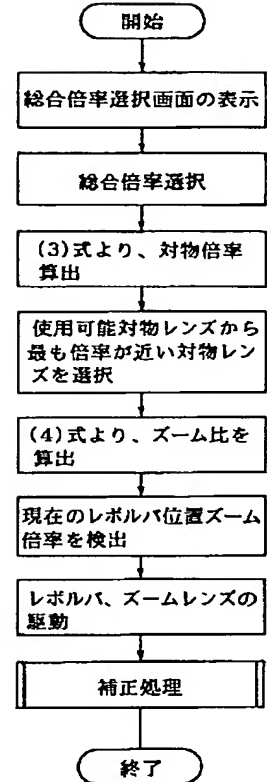 開始
総合倍率選択画面の表示
総合倍率選択
(3)式より、対物倍率
算出
使用可能対物レンズから
最も倍率が近い対物レン
ズを選択
(4)式より、ズーム比を
算出
現在のレボルバ位置ズーム
倍率を検出
レボルバ、ズームレンズの
駆動
補正処理
終了